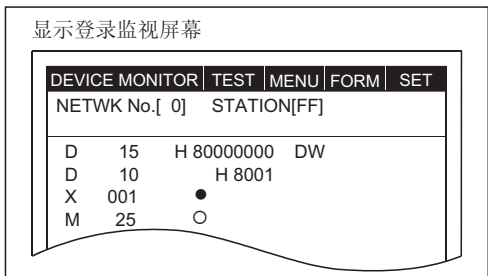 显示登录监视屏幕
DEVICE MONITOR TEST MENU FORM SET
NETWK No.[ 0] STATION[FF]
D 15 H 80000000 DW
D 10 H 8001
X 001 ●
M 25 ○